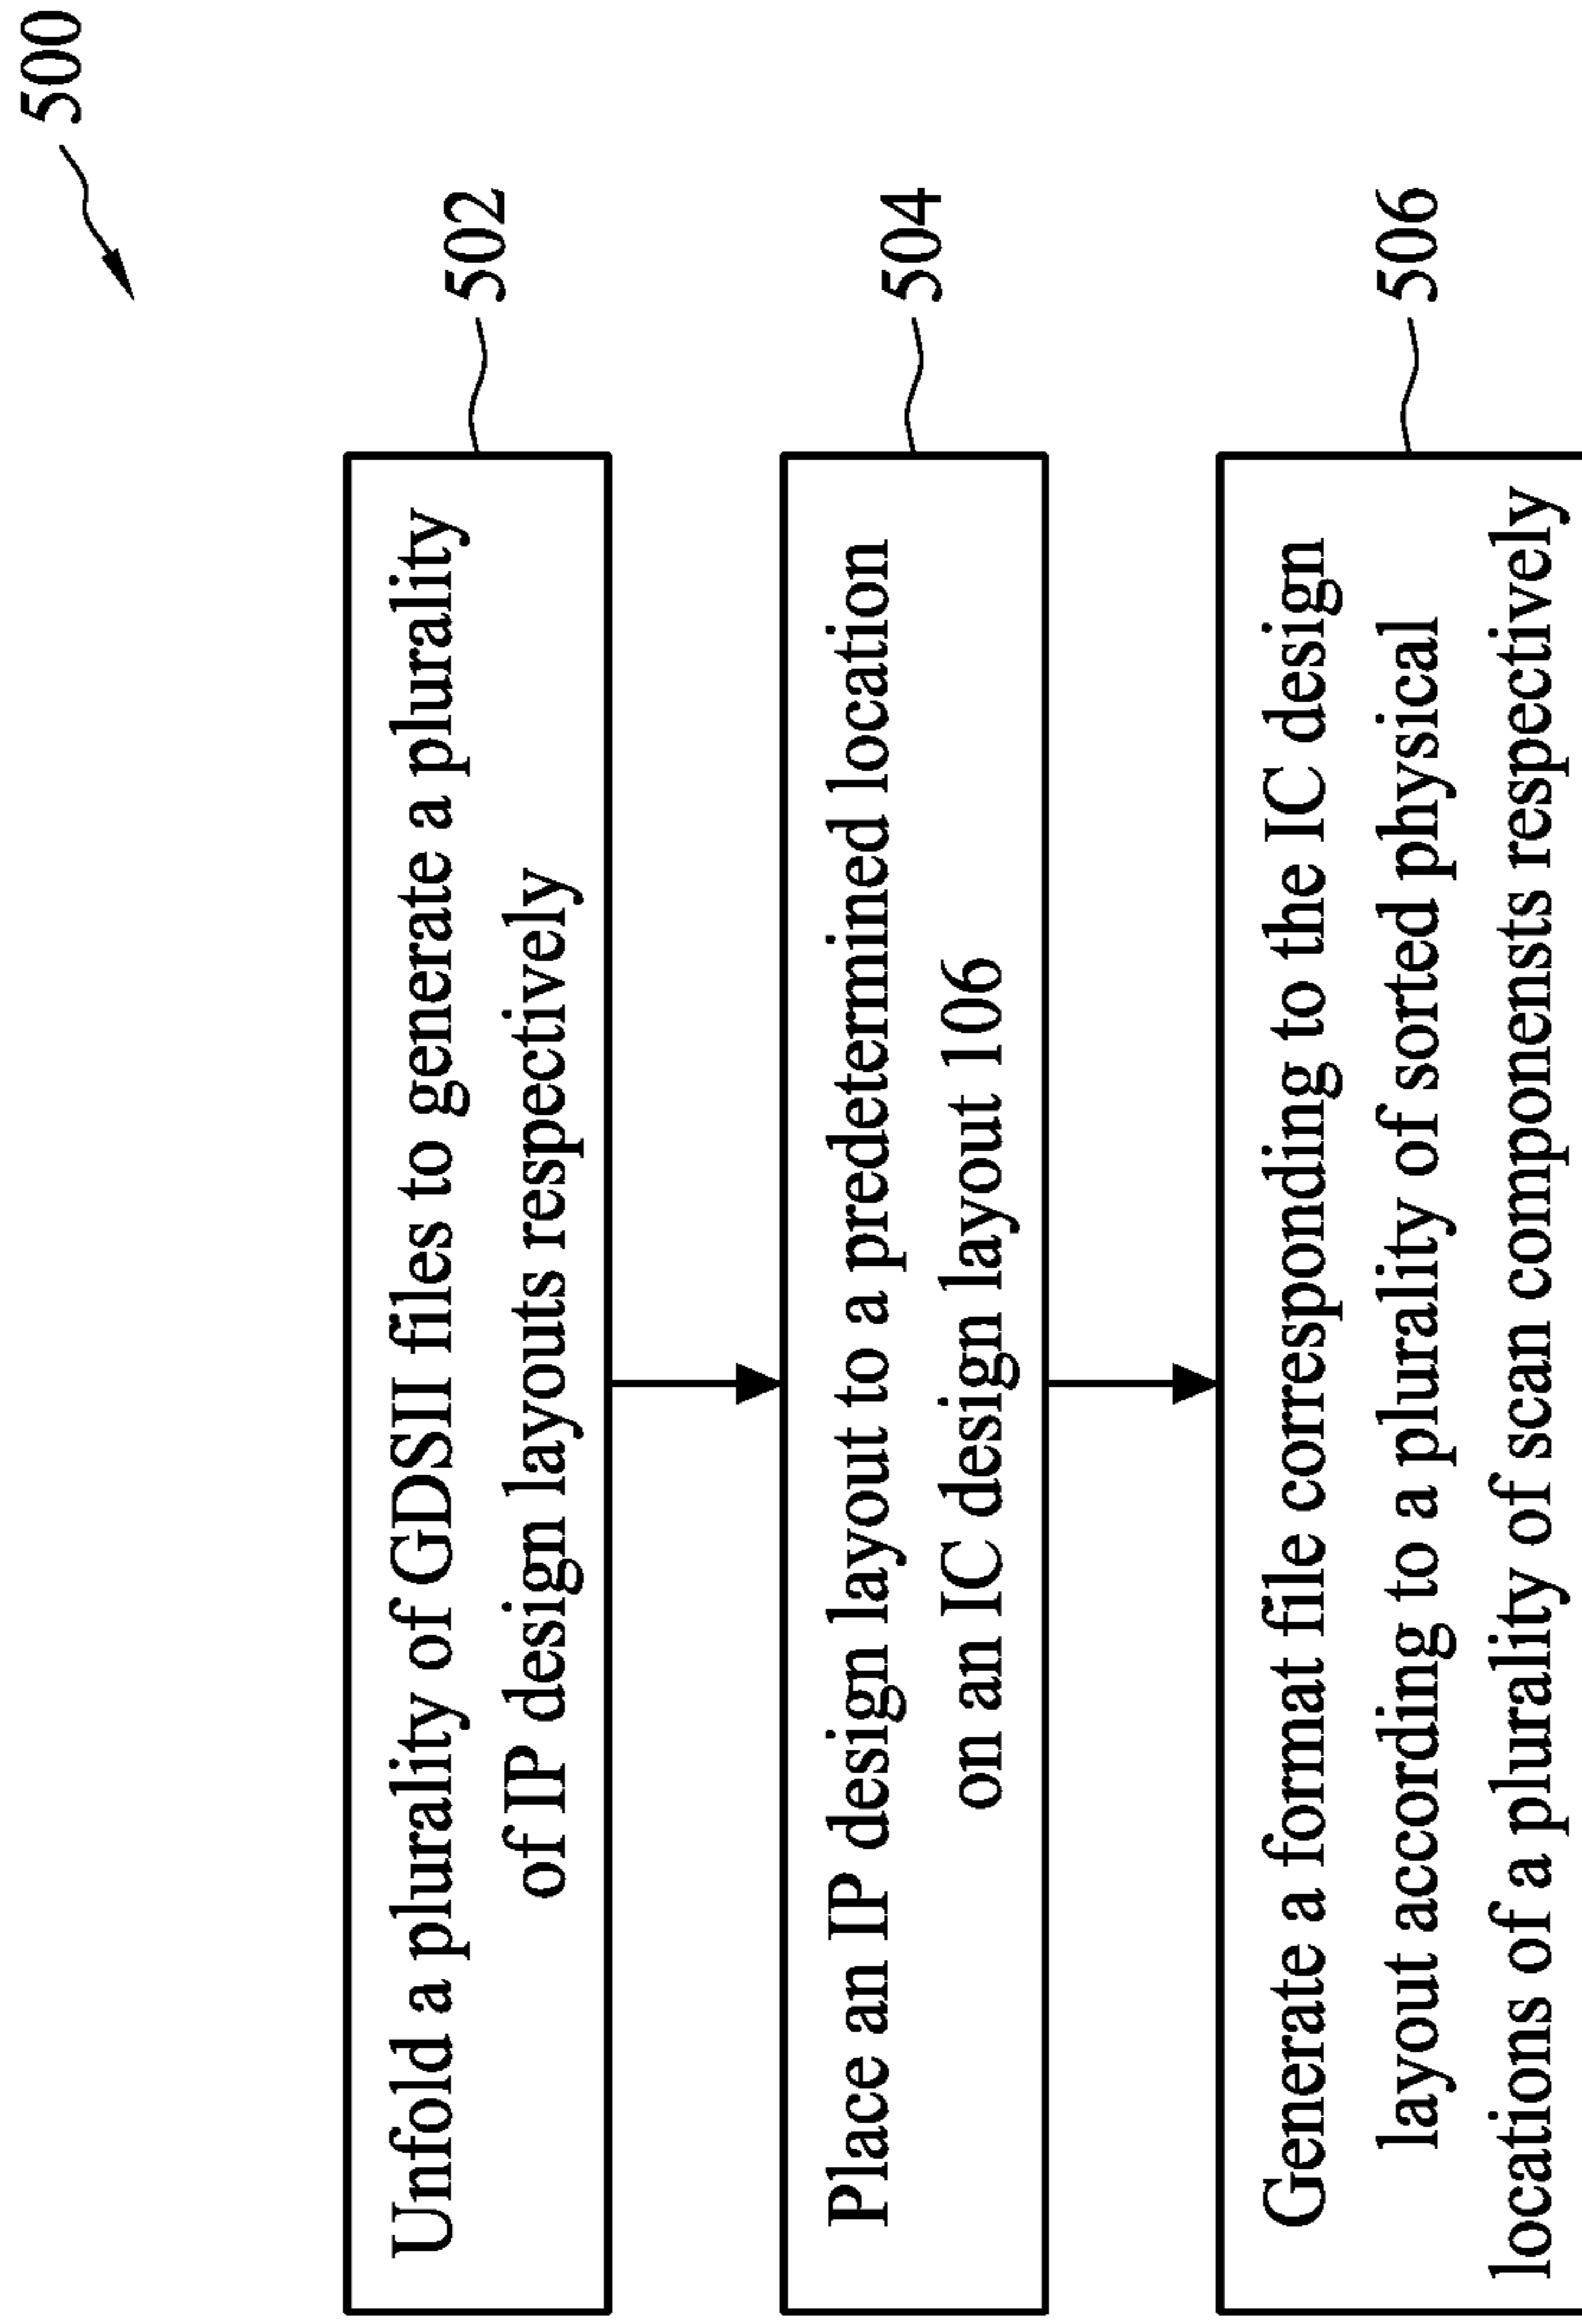 500
Unfold a plurality of GDSII files to generate a plurality
of IP design layouts respectively
502
Place an IP design layout to a predetermined location
on an IC design layout 106
504
Generate a format file corresponding to the IC design
layout according to a plurality of sorted physical
locations of a plurality of scan componensts respectively
506